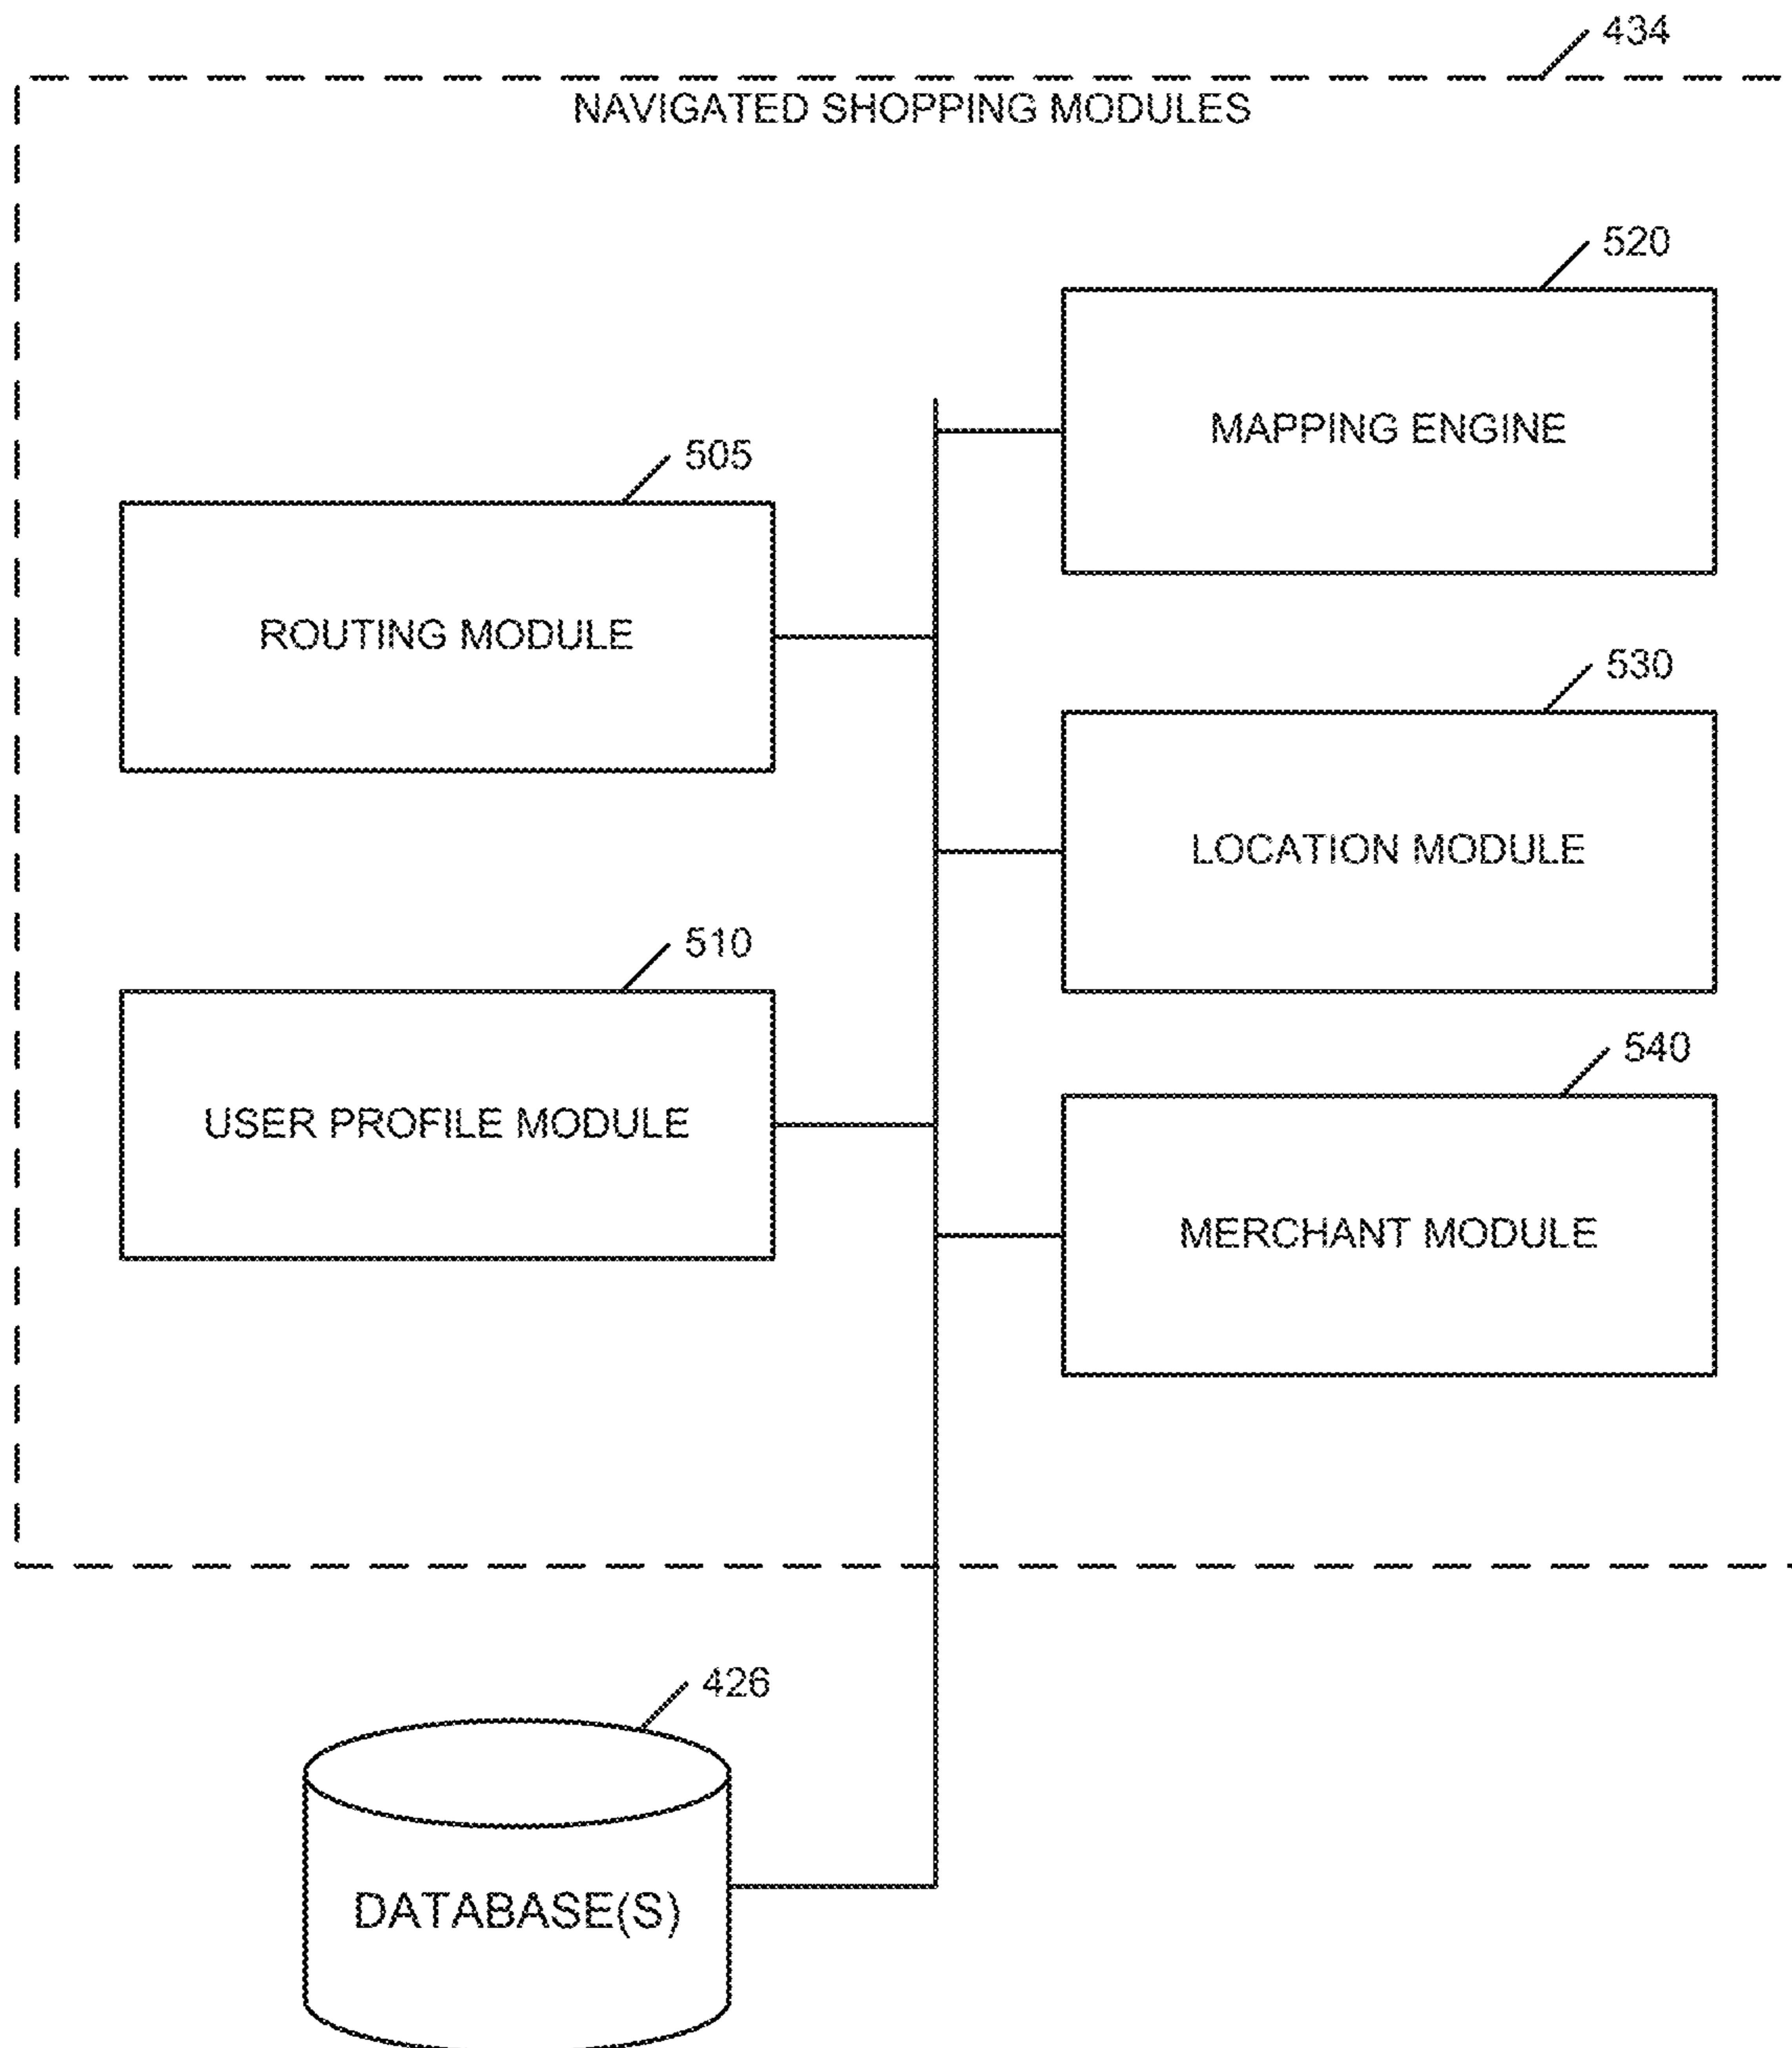 434
NAVIGATED SHOPPING MODULES
520
MAPPING ENGINE
505
ROUTING MODULE
530
LOCATION MODULE
510
USER PROFILE MODULE
540
MERCHANT MODULE
426
DATABASE(S)